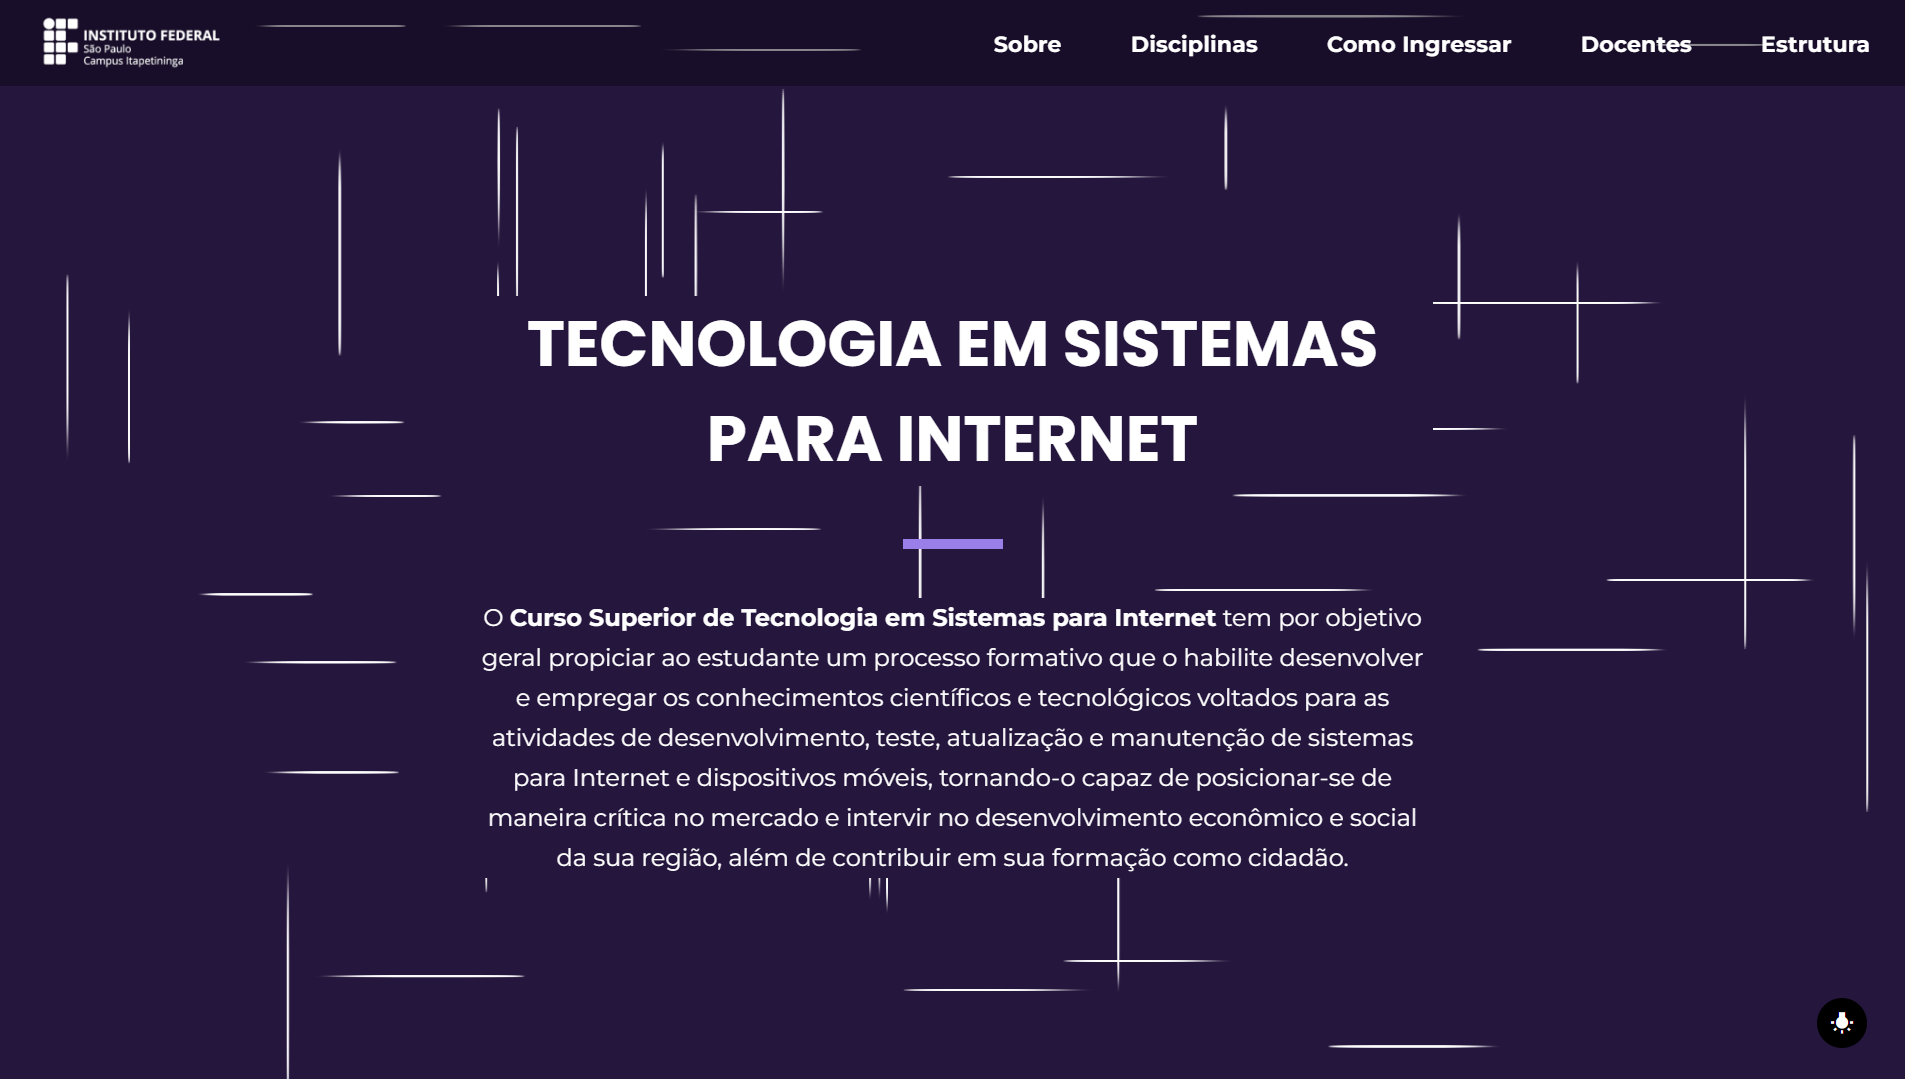 INSTITUTO FEDERAL
São Paulo
Campus Itapetininga
Sobre
Disciplinas
Como Ingressar
Docentes
Estrutura
TECNOLOGIA EM SISTEMAS
PARA INTERNET
O Curso Superior de Tecnologia em Sistemas para Internet tem por objetivo
geral propiciar ao estudante um processo formativo que o habilite desenvolver
e empregar os conhecimentos científicos e tecnológicos voltados para as
atividades de desenvolvimento, teste, atualização e manutenção de sistemas
para Internet e dispositivos móveis, tornando-o capaz de posicionar-se de
maneira crítica no mercado e intervir no desenvolvimento econômico e social
da sua região, além de contribuir em sua formação como cidadão.